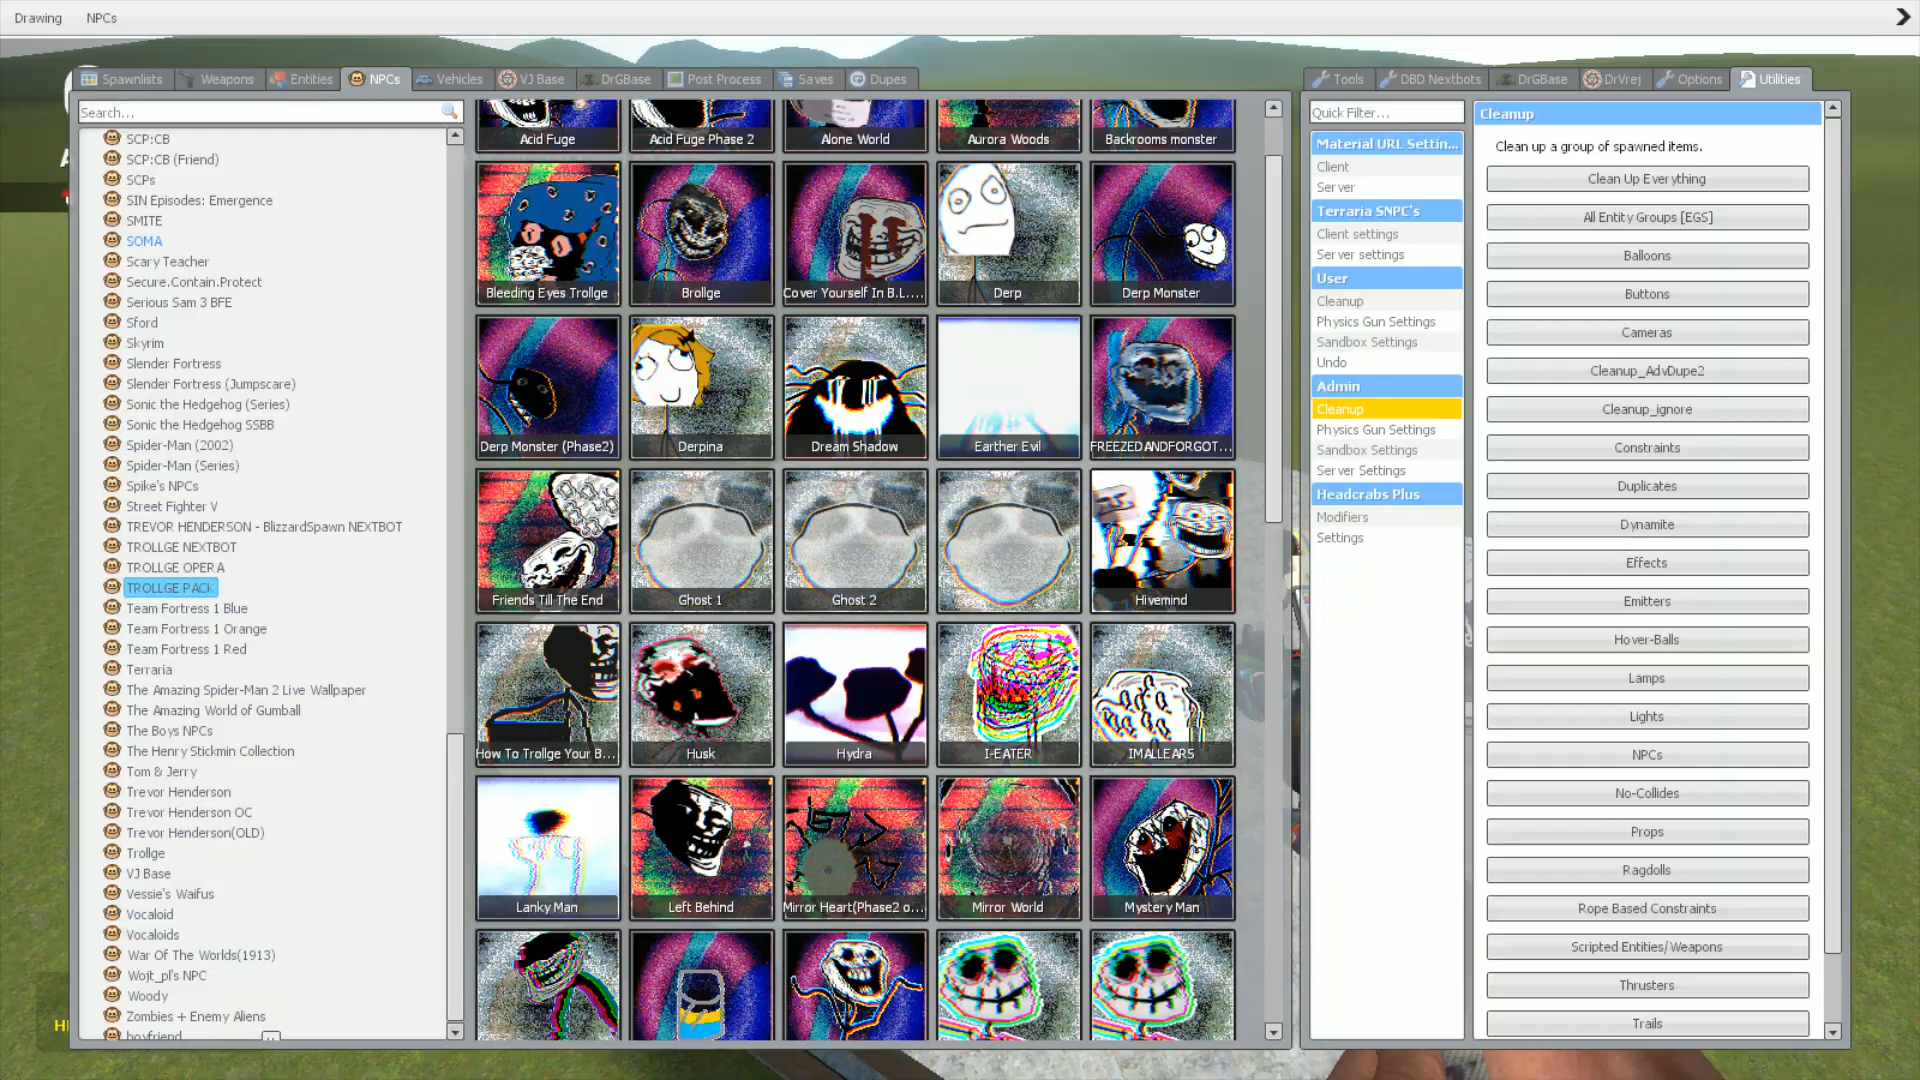 Drawing NPCs
Spawnlists Weapons Entities NPCs Vehicles VJ Base DrGBase Post Process Saves Dupes
Search...
SCP:CB
SCP:CB (Friend)
SCPs
SIN Episodes: Emergence
SMITE
SOMA
Scary Teacher
Secure.Contain.Protect
Serious Sam 3 BFE
Sford
Skyrim
Slender Fortress
Slender Fortress (Jumpscare)
Sonic the Hedgehog (Series)
Sonic the Hedgehog SSBB
Spider-Man (2002)
Spider-Man (Series)
Spike's NPCs
Street Fighter V
TREVOR HENDERSON - BlizzardSpawn NEXTBOT
TROLLGE NEXTBOT
TROLLGE OPERA
TROLLGE PACK
Team Fortress 1 Blue
Team Fortress 1 Orange
Team Fortress 1 Red
Terraria
The Amazing Spider-Man 2 Live Wallpaper
The Amazing World of Gumball
The Boys NPCs
The Henry Stickmin Collection
Tom & Jerry
Trevor Henderson
Trevor Henderson OC
Trevor Henderson(OLD)
Trollge
VJ Base
Vessie's Waifus
Vocaloid
Vocaloids
War Of The Worlds(1913)
Wojt_pl's NPC
Woody
Zombies + Enemy Aliens
boyfriend
Acid Fuge
Acid Fuge Phase 2
Alone World
Aurora Woods
Backrooms monster
Bleeding Eyes Trollge
Brollge
Cover Yourself In B.L....
Derp
Derp Monster
Derp Monster (Phase2)
Derpina
Dream Shadow
Earther Evil
FREEZEDANDFORGOT...
Friends Till The End
Ghost 1
Ghost 2
Hivemind
How To Trollge Your B...
Husk
Hydra
I-EATER
IMALLEARS
Lanky Man
Left Behind
Mirror Heart(Phase2 o...
Mirror World
Mystery Man
Tools DBD Nextbots DrGBase DrVrej Options Utilities
Quick Filter...
Material URL Settin...
Client
Server
Terraria SNPC's
Client settings
Server settings
User
Cleanup
Physics Gun Settings
Sandbox Settings
Undo
Admin
Cleanup
Physics Gun Settings
Sandbox Settings
Server Settings
Headcrabs Plus
Modifiers
Settings
Cleanup
Clean up a group of spawned items.
Clean Up Everything
All Entity Groups [EGS]
Balloons
Buttons
Cameras
Cleanup_AdvDupe2
Cleanup_ignore
Constraints
Duplicates
Dynamite
Effects
Emitters
Hover-Balls
Lamps
Lights
NPCs
No-Collides
Props
Ragdolls
Rope Based Constraints
Scripted Entities/Weapons
Thrusters
Trails